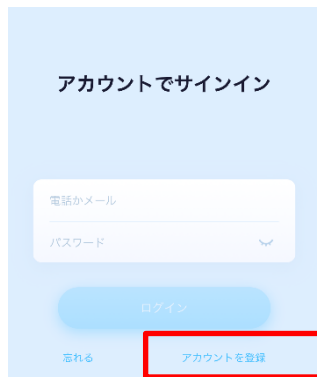 アカウントでサインイン
電話かメール
パスワード
ログイン
忘れる
アカウントを登録